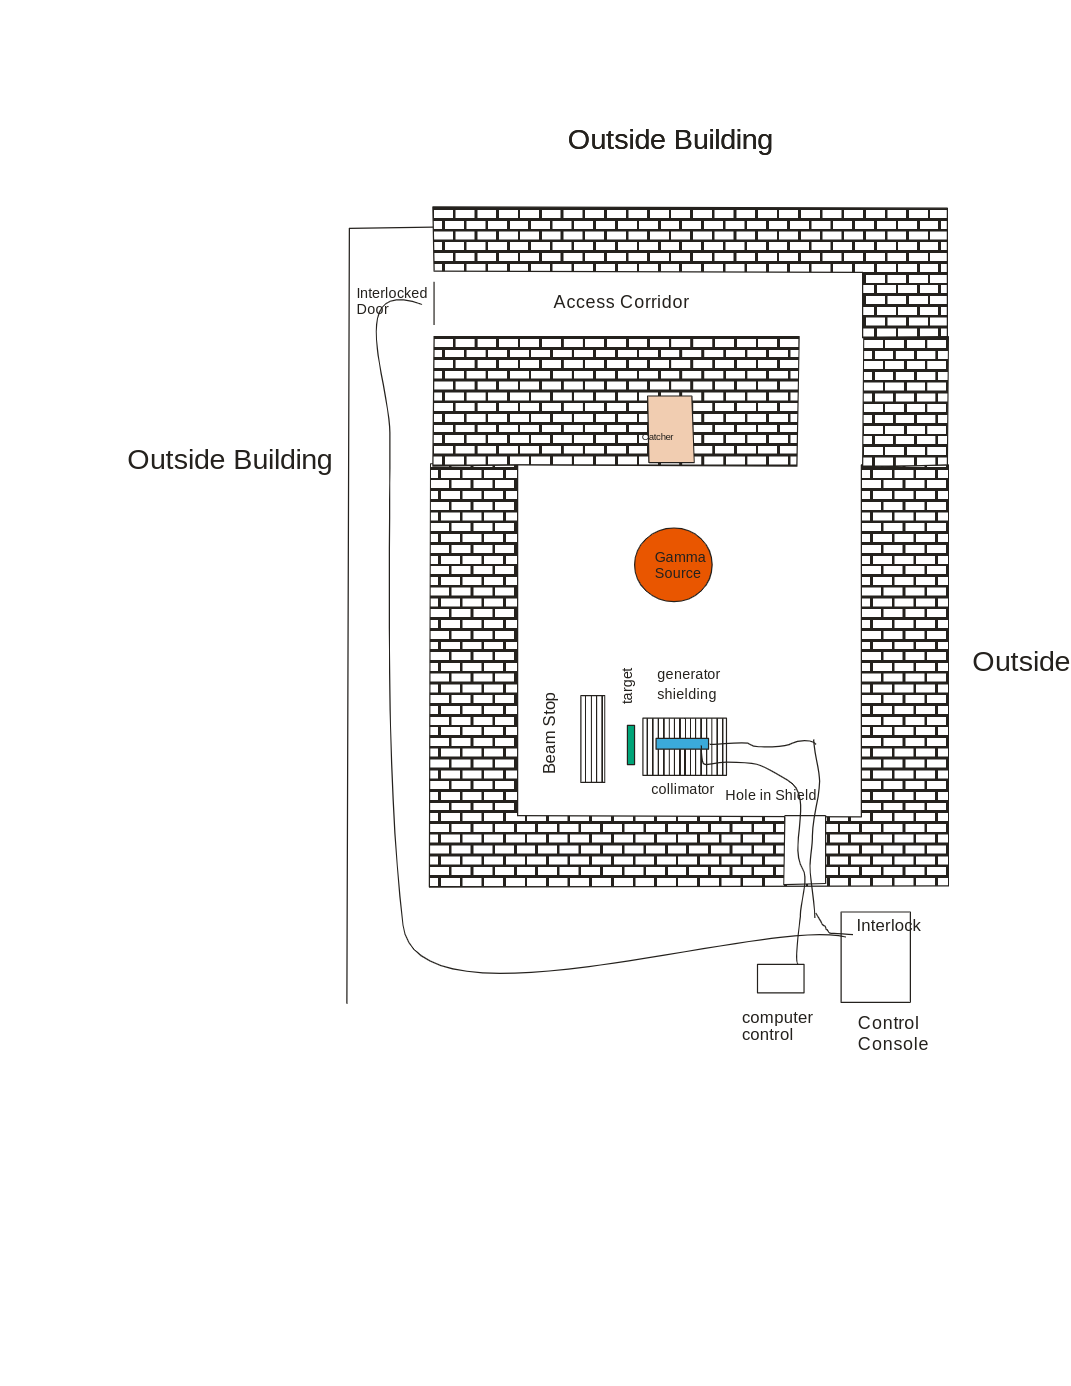 Outside Building
Interlocked
Door
Access Corridor
Catcher
Outside Building
Gamma
Source
Outside
target
generator
shielding
Beam Stop
collimator
Hole in Shield
Interlock
computer
control
Control
Console